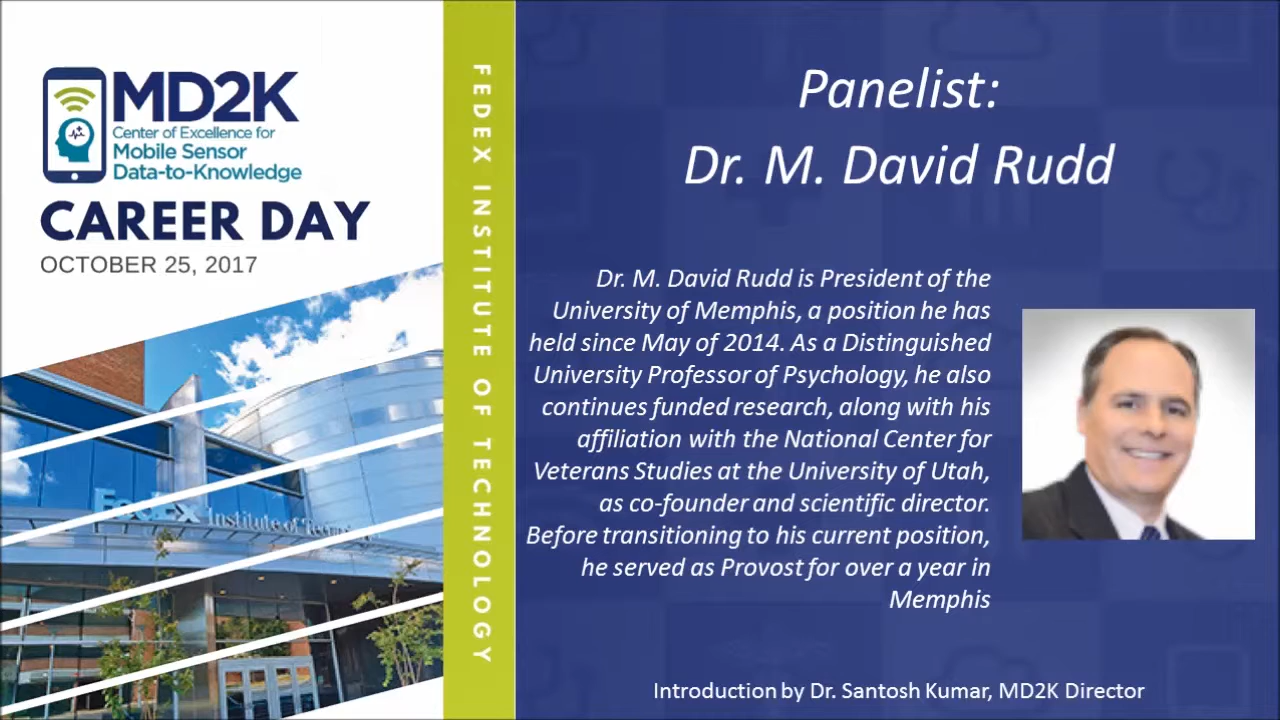 MD2K
Center of Excellence for
Mobile Sensor
Data-to-Knowledge
CAREER DAY
OCTOBER 25, 2017
FedEx Institute of
FEDEX INSTITUTE OF TECHNOLOGY
Panelist:
Dr. M. David Rudd
Dr. M. David Rudd is President of the
University of Memphis, a position he has
held since May of 2014. As a Distinguished
University Professor of Psychology, he also
continues funded research, along with his
affiliation with the National Center for
Veterans Studies at the University of Utah,
as co-founder and scientific director.
Before transitioning to his current position,
he served as Provost for over a year in
Memphis
Introduction by Dr. Santosh Kumar, MD2K Director